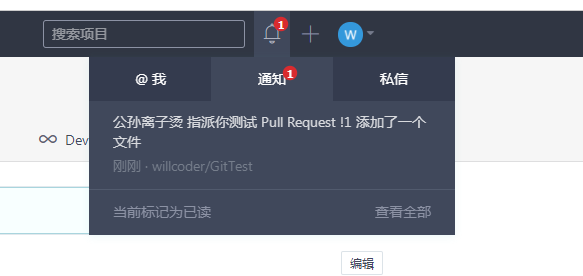 搜索项目
1
W
@ 我
通知
1
私信
公孙离子烫 指派你测试 Pull Request !1 添加了一个
文件
刚刚 · willcoder/GitTest
Dev
当前标记为已读
查看全部
编辑